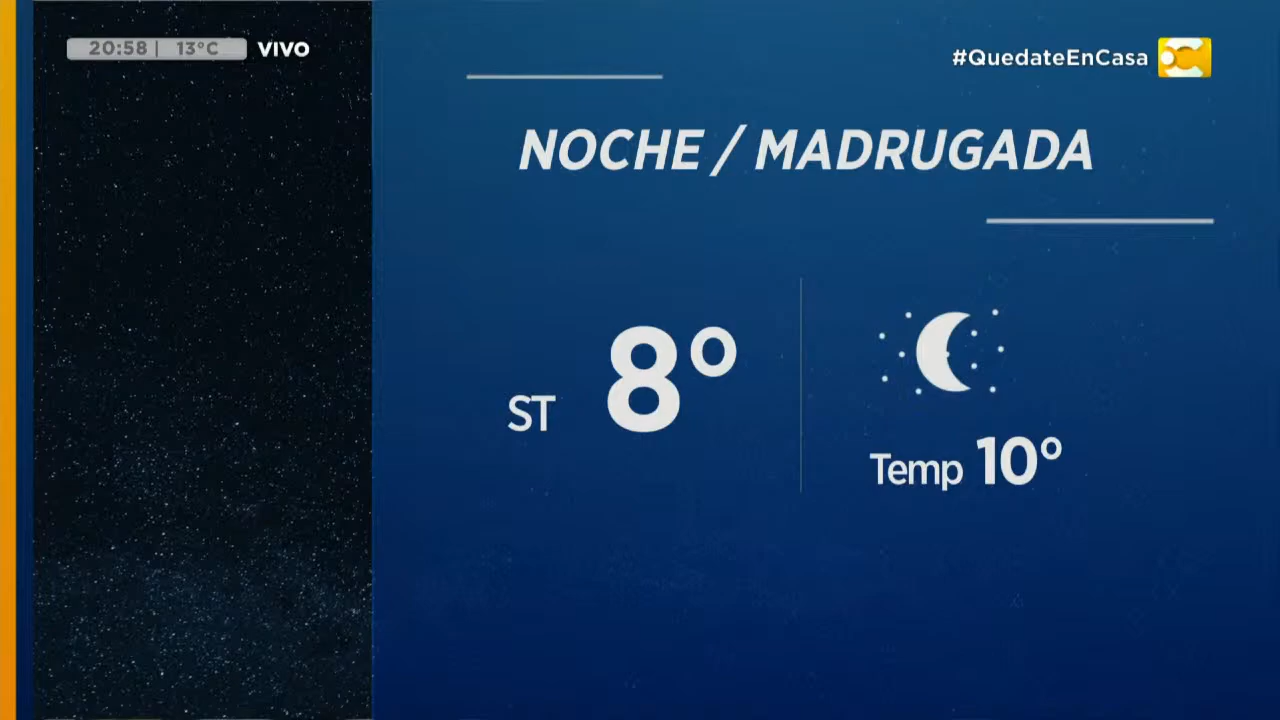 20:58 | 13°C VIVO
#QuedateEnCasa
NOCHE / MADRUGADA
ST 8°
Temp 10°